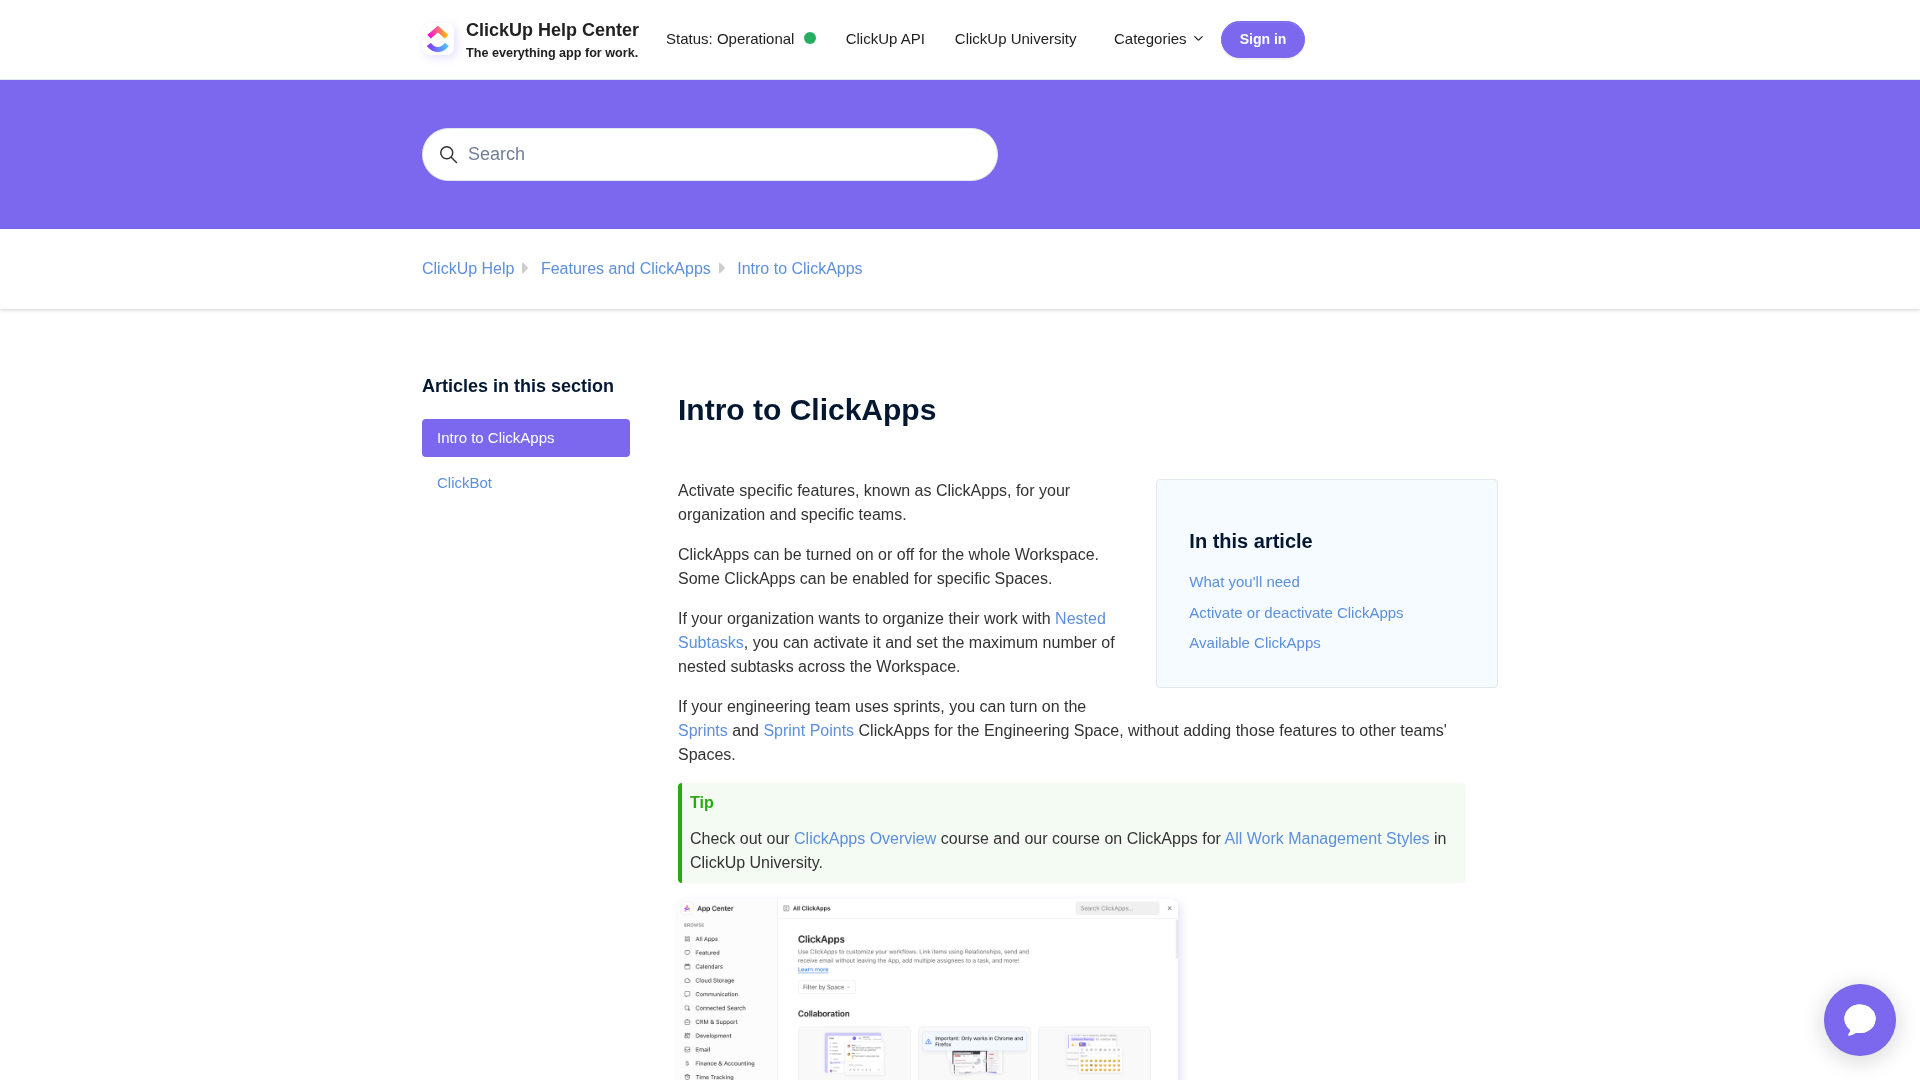 ClickUp Help Center
The everything app for work.
Status: Operational
ClickUp API
ClickUp University
Categories
Sign in
Search
ClickUp Help
Features and ClickApps
Intro to ClickApps
Articles in this section
Intro to ClickApps
ClickBot
Intro to ClickApps
Activate specific features, known as ClickApps, for your
organization and specific teams.
ClickApps can be turned on or off for the whole Workspace.
Some ClickApps can be enabled for specific Spaces.
If your organization wants to organize their work with Nested
Subtasks, you can activate it and set the maximum number of
nested subtasks across the Workspace.
If your engineering team uses sprints, you can turn on the
Sprints and Sprint Points ClickApps for the Engineering Space, without adding those features to other teams'
Spaces.
In this article
What you'll need
Activate or deactivate ClickApps
Available ClickApps
Tip
Check out our ClickApps Overview course and our course on ClickApps for All Work Management Styles in
ClickUp University.
App Center
BROWSE
All Apps
Featured
Calendars
Cloud Storage
Communication
Connected Search
CRM & Support
Development
Email
Finance & Accounting
Time Tracking
All ClickApps
Search ClickApps...
ClickApps
Use ClickApps to customize your workflows. Link items using Relationships, send and
receive email without leaving the App, add multiple assignees to a task, and more!
Learn more
Filter by Space
Collaboration
Important: Only works in Chrome and
Firefox